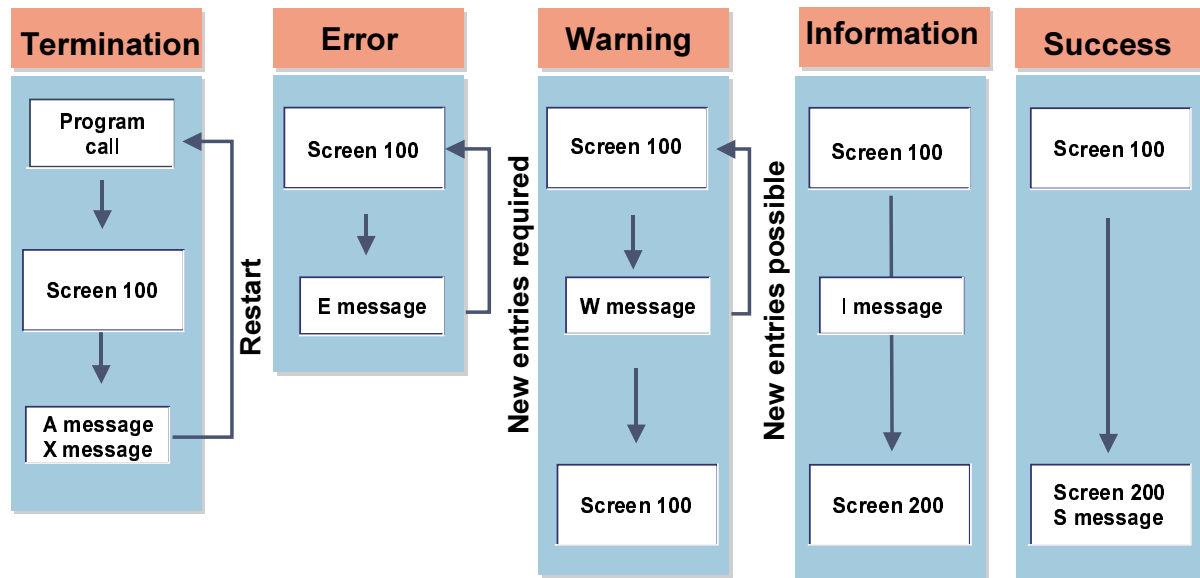 Termination
Program
call
Screen 100
A message
X message
Restart
Error
Screen 100
E message
New entries required
Warning
Screen 100
W message
Screen 100
New entries possible
Information
Screen 100
I message
Screen 200
Success
Screen 100
Screen 200
S message